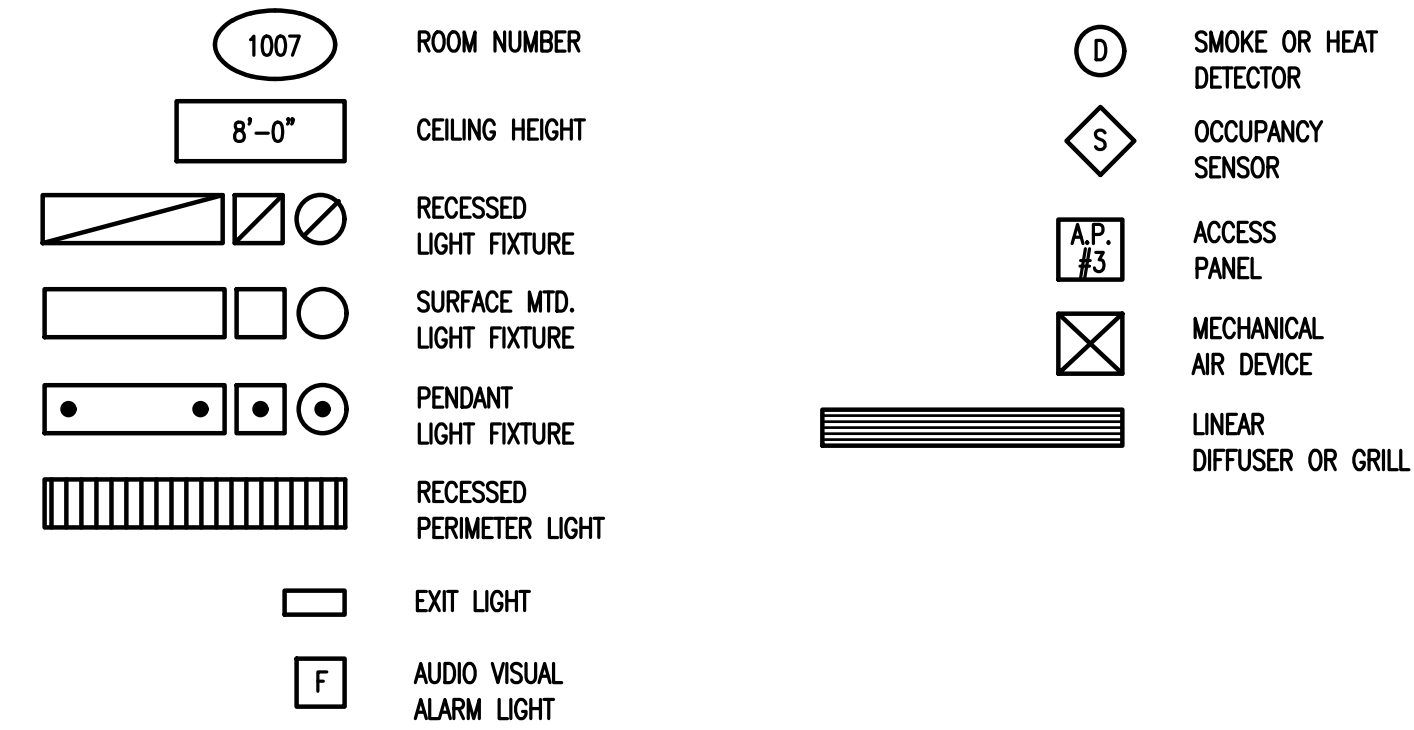 1007
ROOM NUMBER
8'-0"
CEILING HEIGHT
RECESSED
LIGHT FIXTURE
SURFACE MTD.
LIGHT FIXTURE
PENDANT
LIGHT FIXTURE
RECESSED
PERIMETER LIGHT
EXIT LIGHT
F
AUDIO VISUAL
ALARM LIGHT
D
SMOKE OR HEAT
DETECTOR
S
OCCUPANCY
SENSOR
A.P.
#3
ACCESS
PANEL
MECHANICAL
AIR DEVICE
LINEAR
DIFFUSER OR GRILL